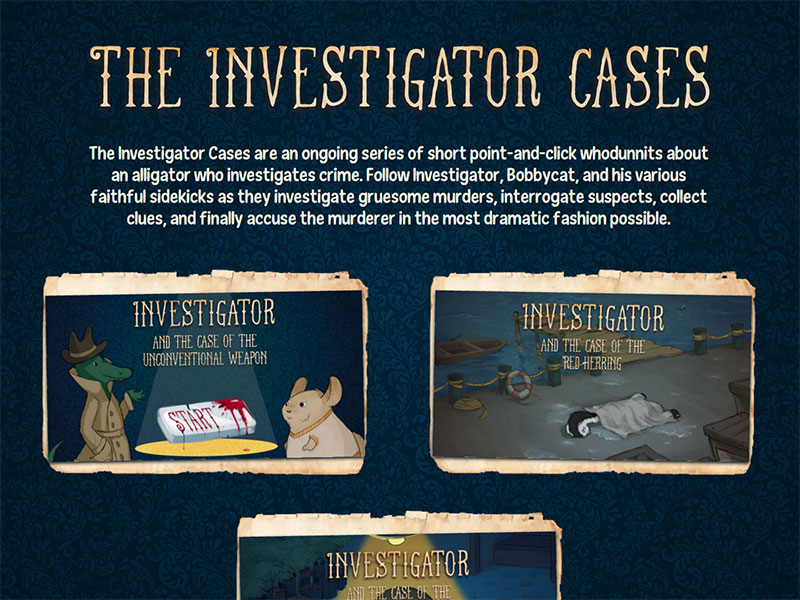 THE INVESTIGATOR CASES
The Investigator Cases are an ongoing series of short point-and-click whodunnits about
an alligator who investigates crime. Follow Investigator, Bobbycat, and his various
faithful sidekicks as they investigate gruesome murders, interrogate suspects, collect
clues, and finally accuse the murderer in the most dramatic fashion possible.
INVESTIGATOR
AND THE CASE OF THE
UNCONVENTIONAL WEAPON
START
INVESTIGATOR
AND THE CASE OF THE
RED HERRING
INVESTIGATOR
AND THE CASE OF THE